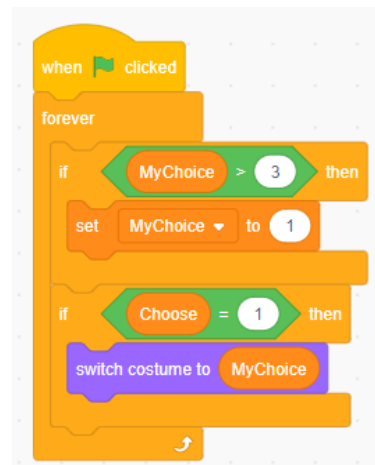 when clicked
forever
if MyChoice > 3 then
set MyChoice to 1
if Choose = 1 then
switch costume to MyChoice